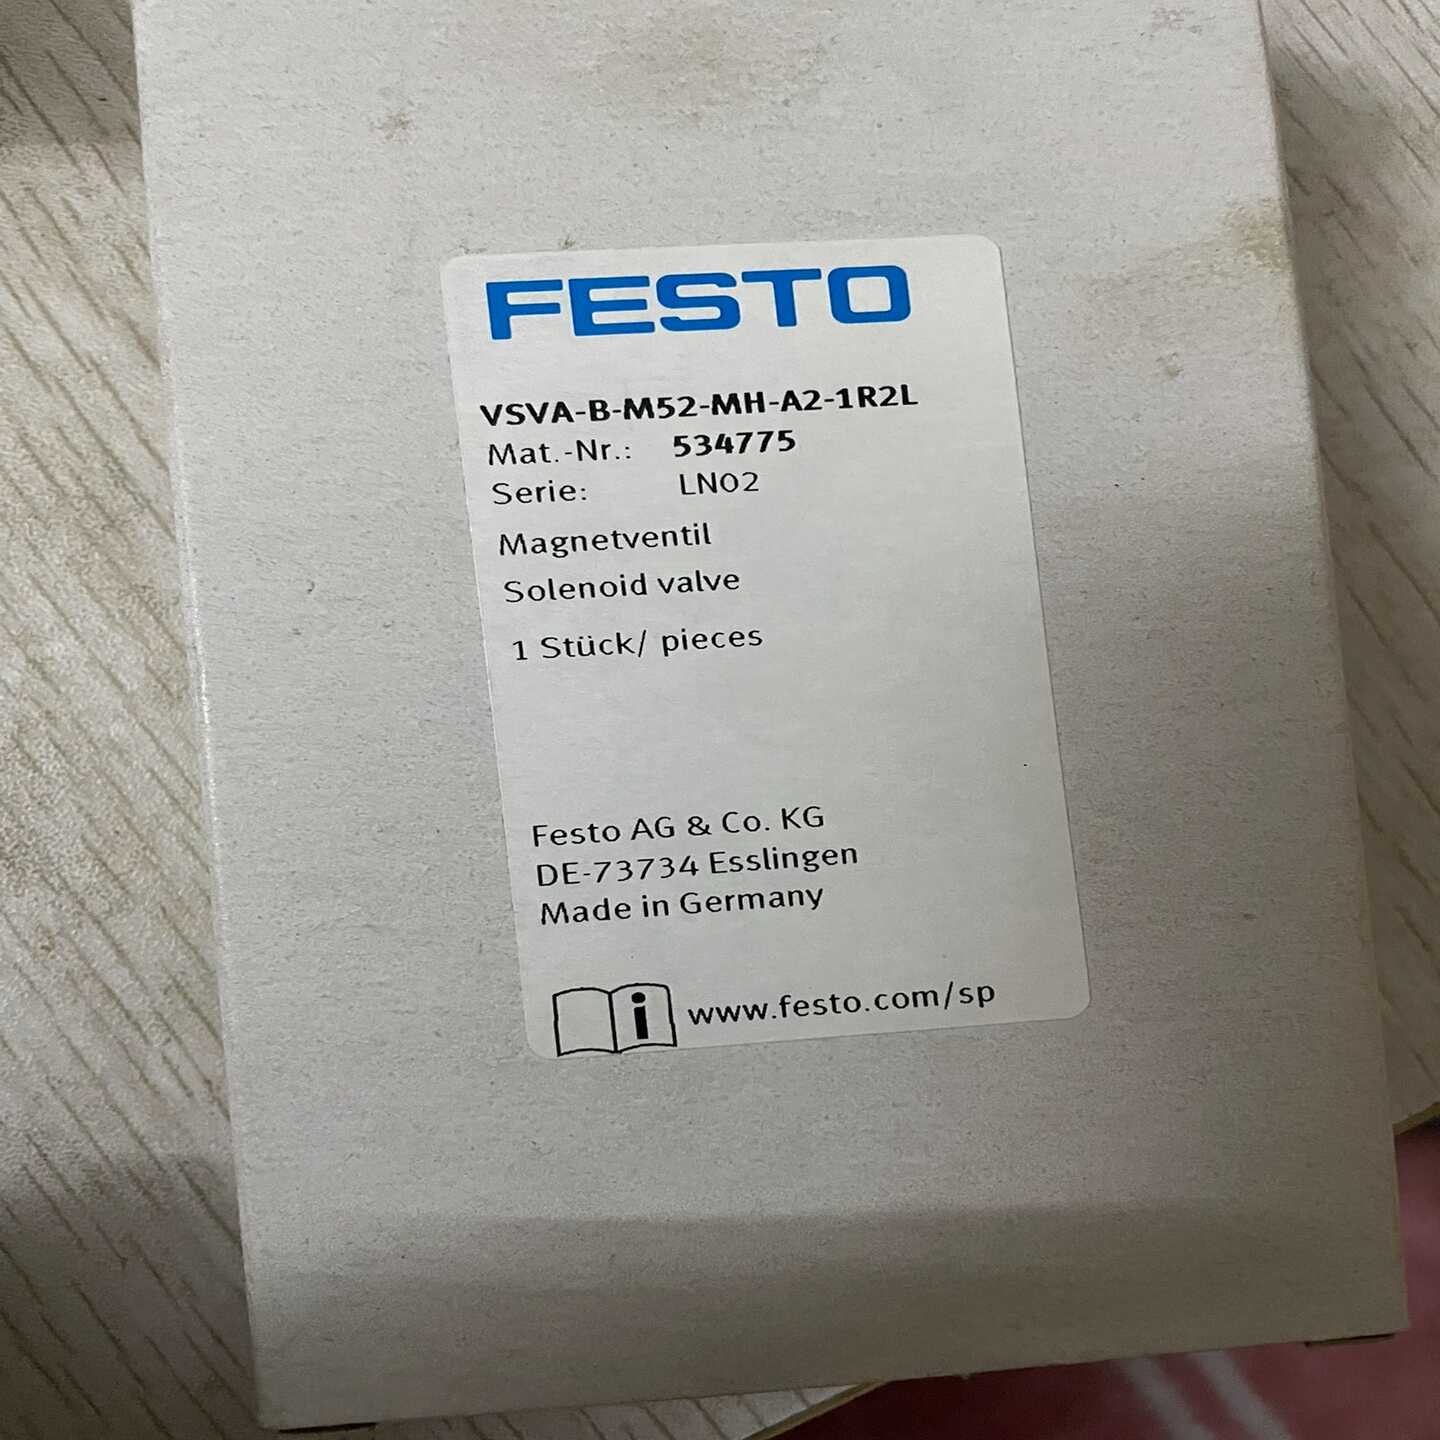 FESTO
VSVA-B-M52-MH-A2-1R2L
Mat.-Nr.: 534775
Serie: LN02
Magnetventil
Solenoid valve
1 Stück/ pieces
Festo AG & Co. KG
DE-73734 Esslingen
Made in Germany
i www.festo.com/sp